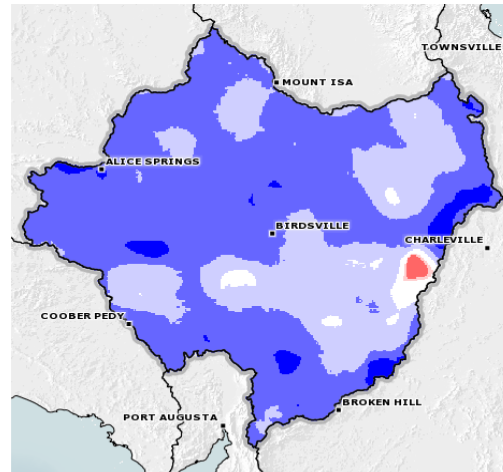 TOWNSVILLE
MOUNT ISA
ALICE SPRINGS
BIRDSVILLE
CHARLEVILLE
COOBER PEDY
BROKEN HILL
PORT AUGUSTA